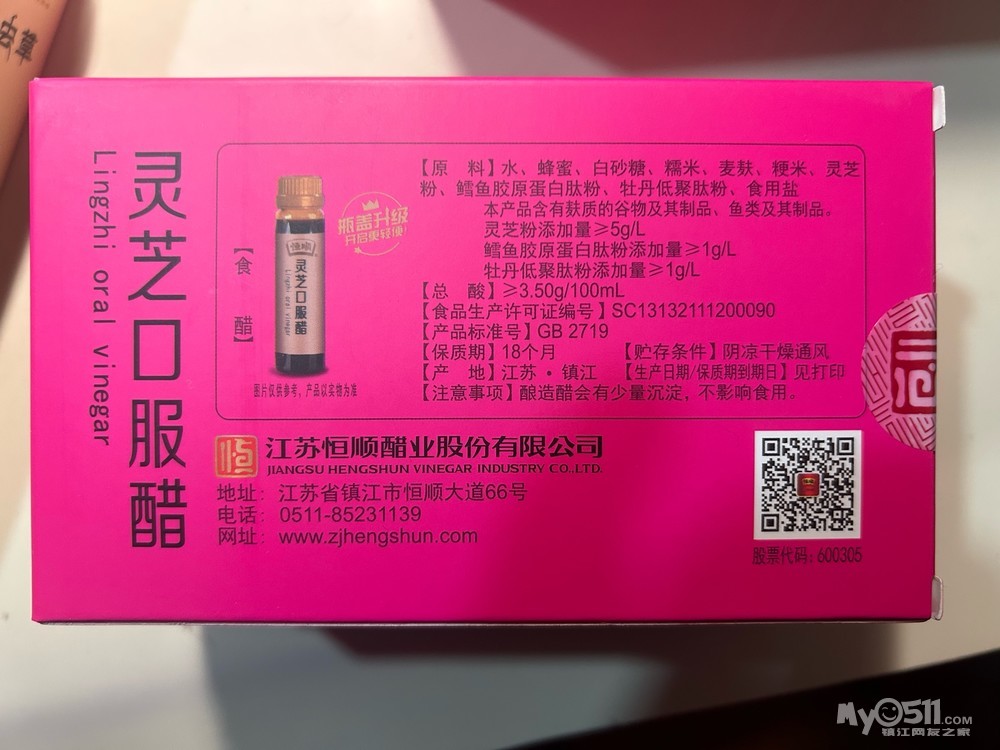 虫草
灵芝口服醋
Lingzhi oral vinegar
【食醋】
瓶盖升级
开启更轻便!
恒顺
灵芝口服醋
Lingzhi oral vinegar
图片仅供参考，产品以实物为准
【原　料】水、蜂蜜、白砂糖、糯米、麦麸、粳米、灵芝
粉、鳕鱼胶原蛋白肽粉、牡丹低聚肽粉、食用盐
本产品含有麸质的谷物及其制品、鱼类及其制品。
灵芝粉添加量≥5g/L
鳕鱼胶原蛋白肽粉添加量≥1g/L
牡丹低聚肽粉添加量≥1g/L
【总　酸】≥3.50g/100mL
【食品生产许可证编号】SC13132111200090
【产品标准号】GB 2719
【保质期】18个月　【贮存条件】阴凉干燥通风
【产　地】江苏·镇江　【生产日期/保质期到期日】见打印
【注意事项】酿造醋会有少量沉淀，不影响食用。
恒
江苏恒顺醋业股份有限公司
JIANGSU HENGSHUN VINEGAR INDUSTRY CO.,LTD.
地址：江苏省镇江市恒顺大道66号
电话：0511-85231139
网址：www.zjhengshun.com
股票代码：600305
My0511.COM
镇江网友之家